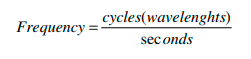 Frequency = cycles(wavelenghts) / seconds